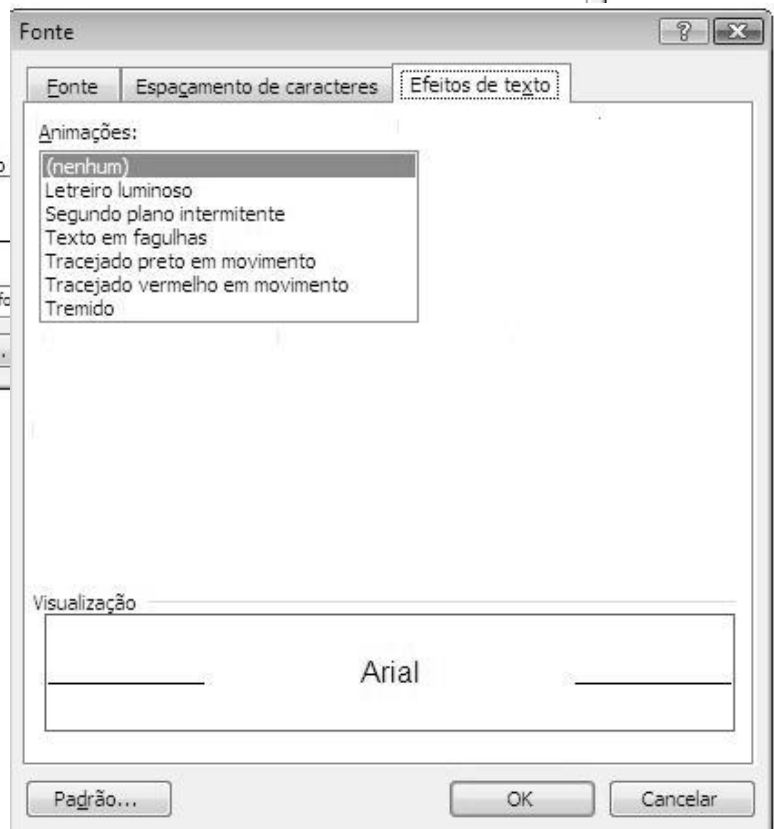 Fonte
Fonte Espaçamento de caracteres Efeitos de texto
Animações:
(nenhum)
Letreiro luminoso
Segundo plano intermitente
Texto em fagulhas
Tracejado preto em movimento
Tracejado vermelho em movimento
Tremido
Visualização
Arial
Padrão... OK Cancelar